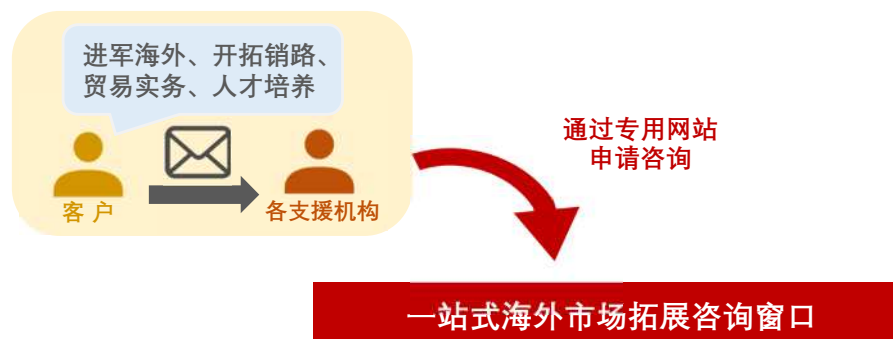 进军海外、开拓销路、
贸易实务、人才培养
客 户
各支援机构
通过专用网站
申请咨询
一站式海外市场拓展咨询窗口